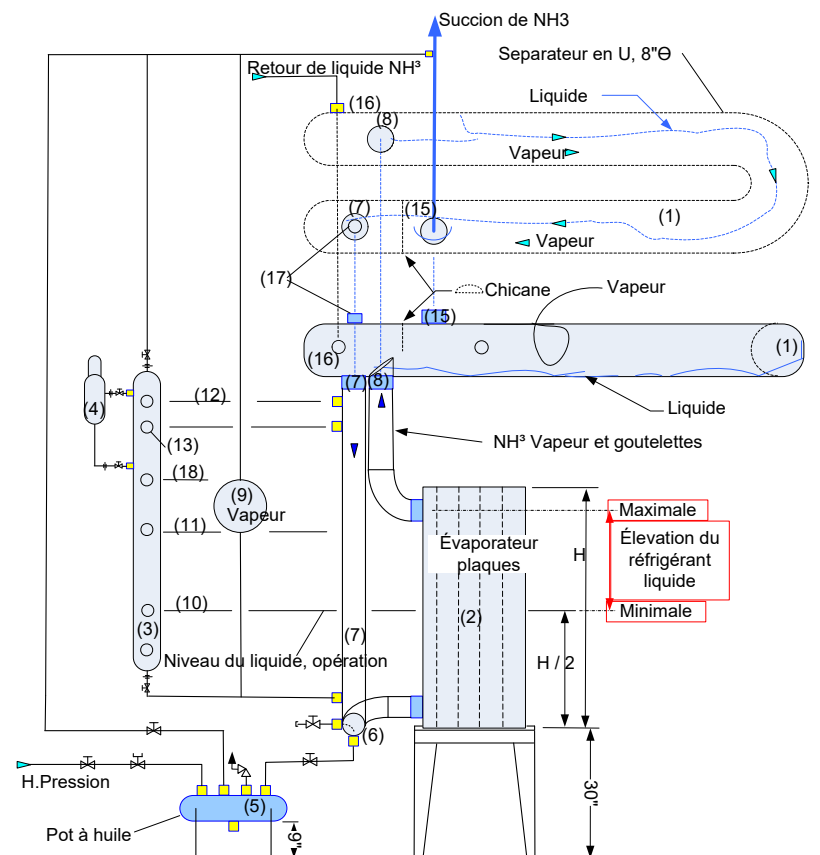 Succion de NH3
Separateur en U, 8"Ɵ
Retour de liquide NH³
Liquide
(16)
(8)
Vapeur
(7)
(15)
(1)
Vapeur
(17)
Chicane
Vapeur
(15)
(16)
(1)
(7)
(8)
Liquide
(4)
(12)
(13)
NH³ Vapeur et goutelettes
(18)
(9)
Vapeur
(11)
Maximale
Évaporateur
plaques
H
Élevation du
réfrigérant
liquide
(10)
Minimale
(2)
(3)
(7)
Niveau du liquide, opération
H / 2
(6)
H.Pression
30"
(5)
Pot à huile
9"